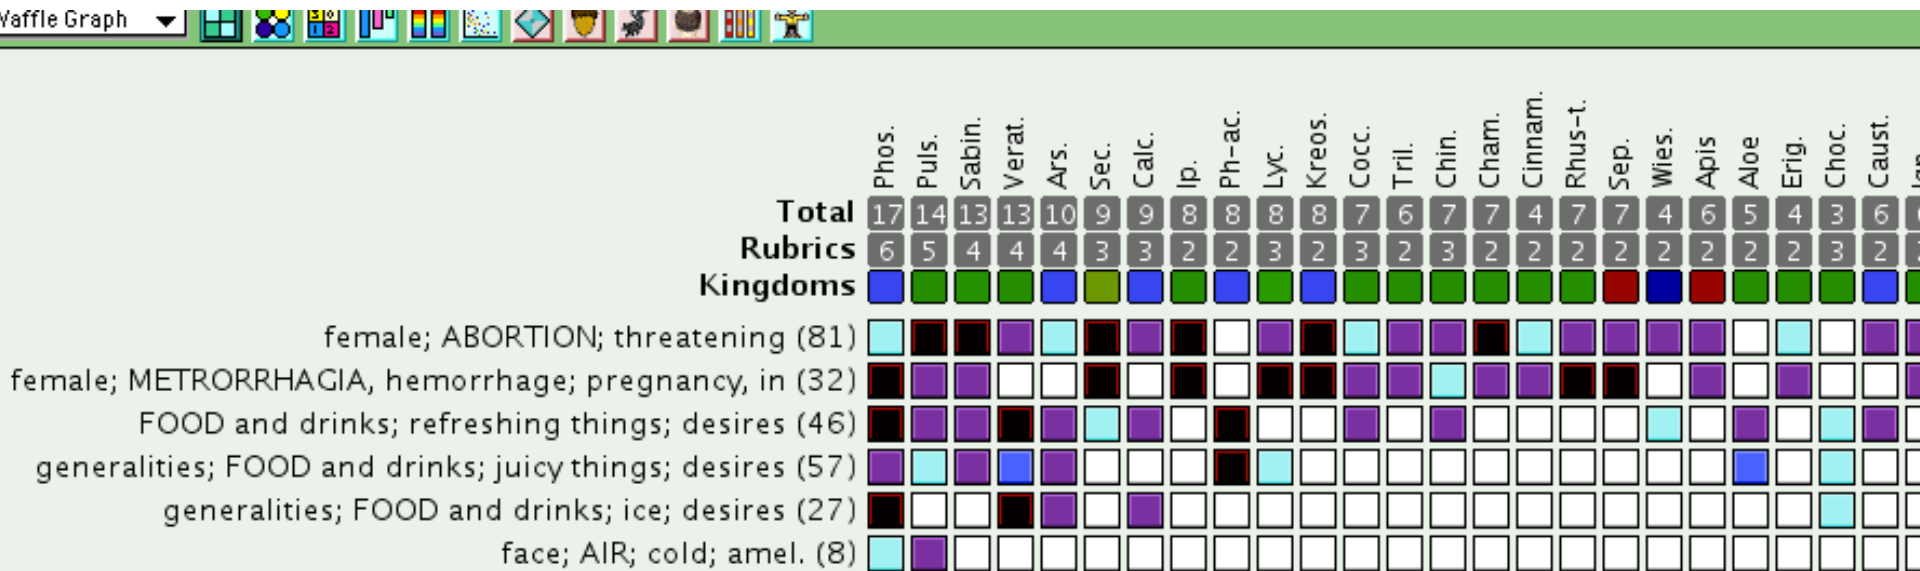 Waffle Graph
Phos. Puls. Sabin. Verat. Ars. Sec. Calc. Ip. Ph-ac. Lyc. Kreos. Cocc. Tril. Chin. Cham. Cinnam. Rhus-t. Sep. Wies. Apis Aloe Erig. Choc. Caust.
Total 17 14 13 13 10 9 9 8 8 8 8 7 6 7 7 4 7 7 4 6 5 4 3 6
Rubrics 6 5 4 4 4 3 3 2 2 3 2 3 2 3 2 2 2 2 2 2 2 2 3 2
Kingdoms
female; ABORTION; threatening (81)
female; METRORRHAGIA, hemorrhage; pregnancy, in (32)
FOOD and drinks; refreshing things; desires (46)
generalities; FOOD and drinks; juicy things; desires (57)
generalities; FOOD and drinks; ice; desires (27)
face; AIR; cold; amel. (8)